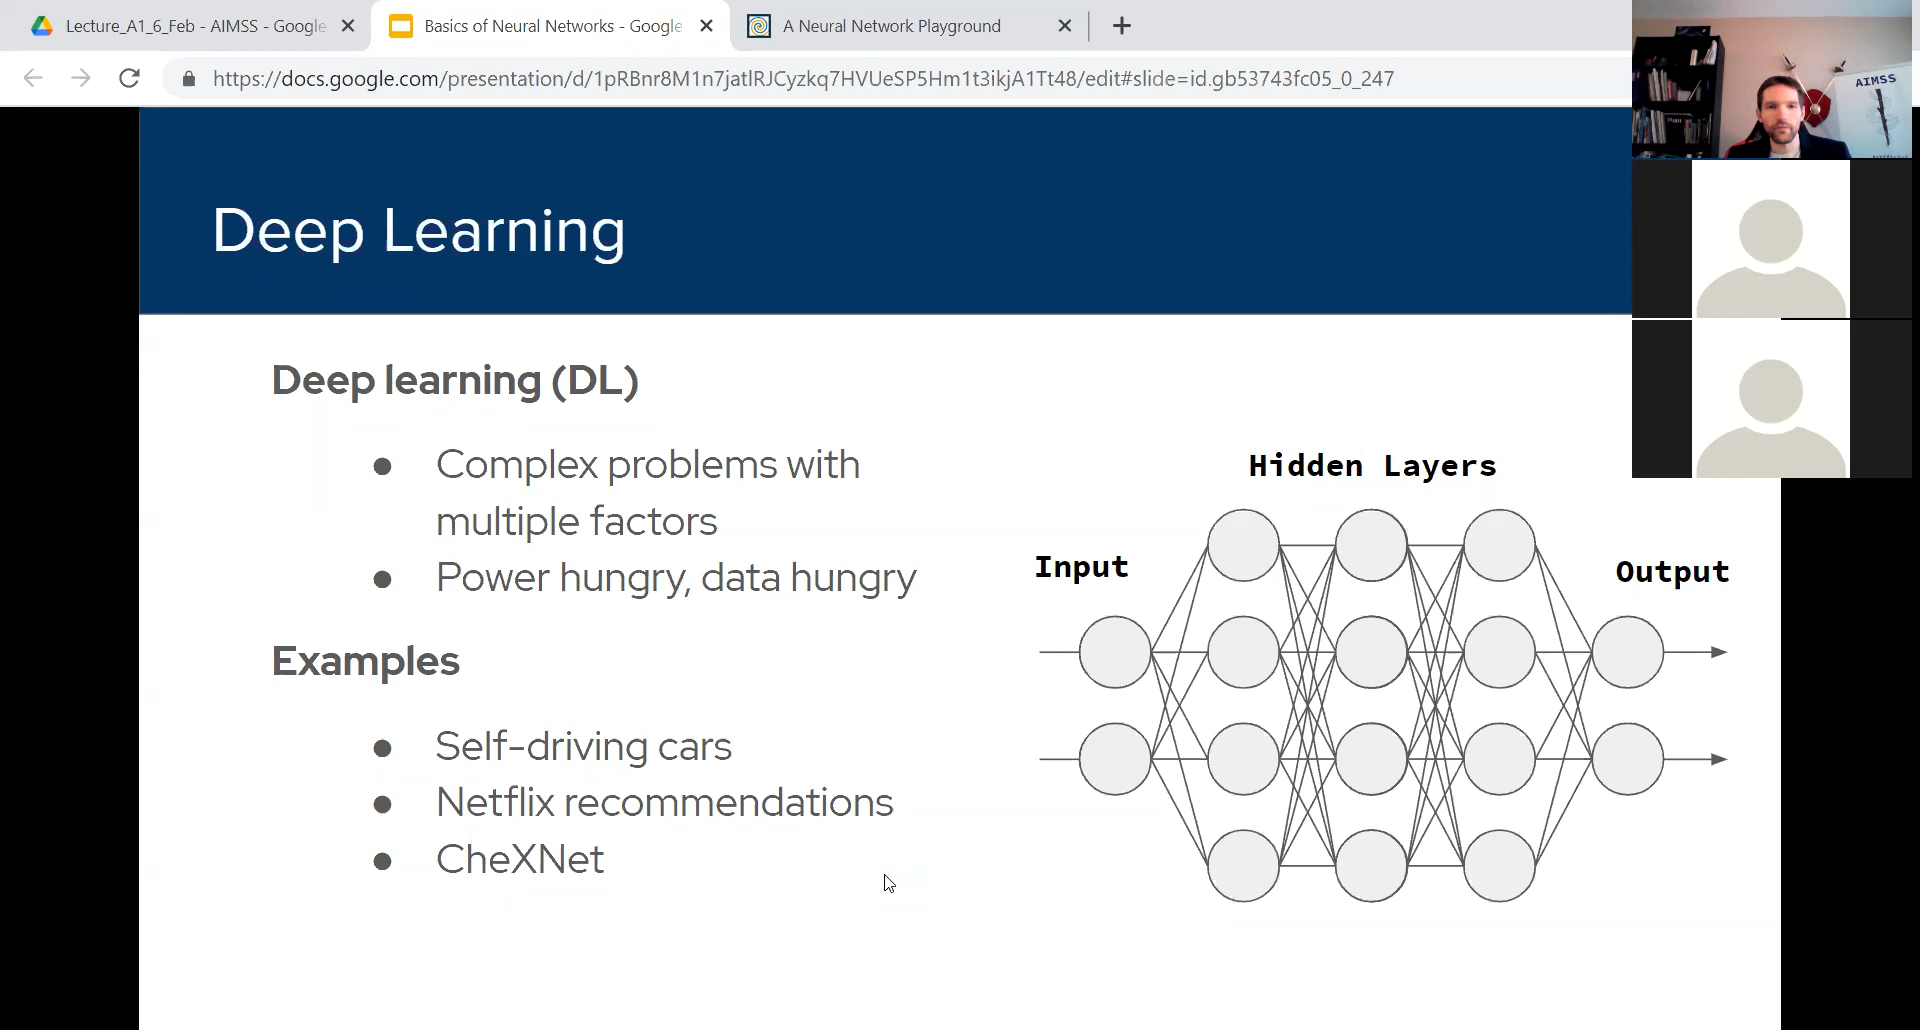 Lecture_A1_6_Feb - AIMSS - Google
Basics of Neural Networks - Google
A Neural Network Playground
https://docs.google.com/presentation/d/1pRBnr8M1n7jatlRJCyzkq7HVUeSP5Hm1t3ikjA1Tt48/edit#slide=id.gb53743fc05_0_247
AIMSS
Deep Learning
Deep learning (DL)
● Complex problems with
multiple factors
● Power hungry, data hungry
Examples
● Self-driving cars
● Netflix recommendations
● CheXNet
Hidden Layers
Input
Output